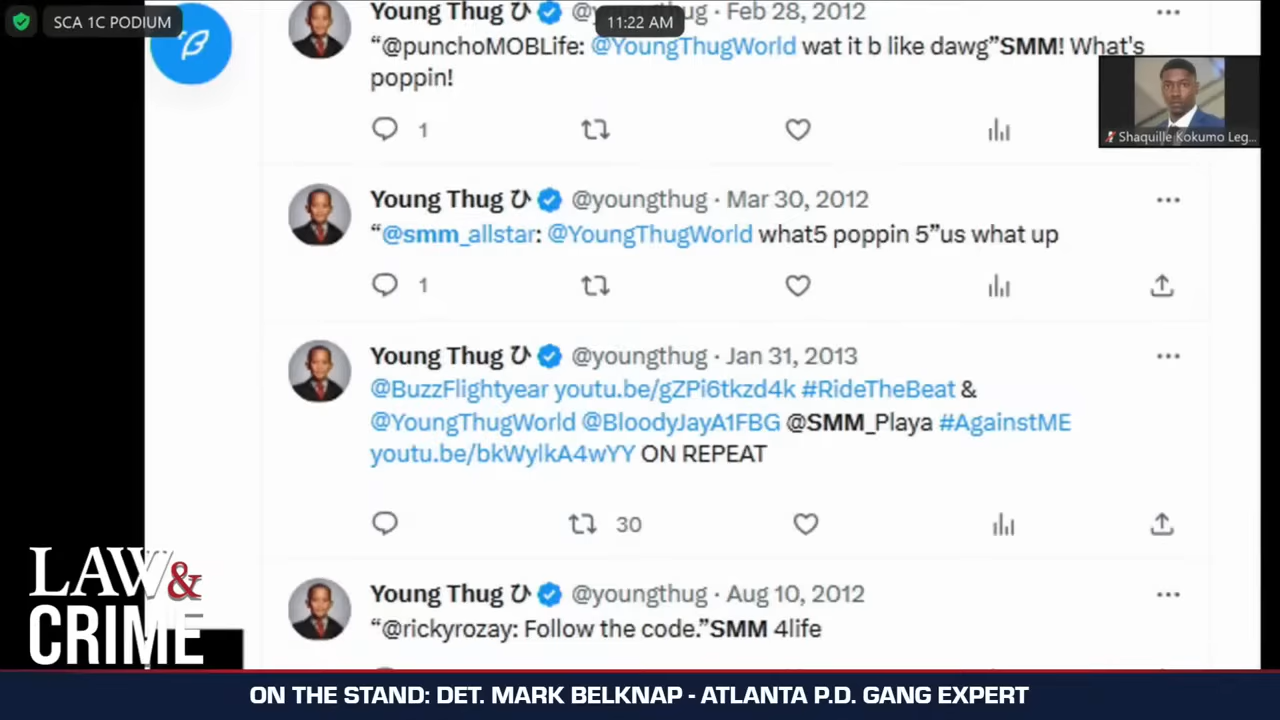 SCA 1C PODIUM
11:22 AM
Young Thug ひ @youngthug · Feb 28, 2012
“@punchoMOBLife: @YoungThugWorld wat it b like dawg”SMM! What's
poppin!
1
Shaquille Kokumo Leg...
Young Thug ひ @youngthug · Mar 30, 2012
“@smm_allstar: @YoungThugWorld what5 poppin 5”us what up
1
Young Thug ひ @youngthug · Jan 31, 2013
@BuzzFlightyear youtu.be/gZPi6tkzd4k #RideTheBeat &
@YoungThugWorld @BloodyJayA1FBG @SMM_Playa #AgainstME
youtu.be/bkWylkA4wYY ON REPEAT
30
Young Thug ひ @youngthug · Aug 10, 2012
“@rickyrozay: Follow the code.”SMM 4life
LAW&
CRIME
ON THE STAND: DET. MARK BELKNAP - ATLANTA P.D. GANG EXPERT